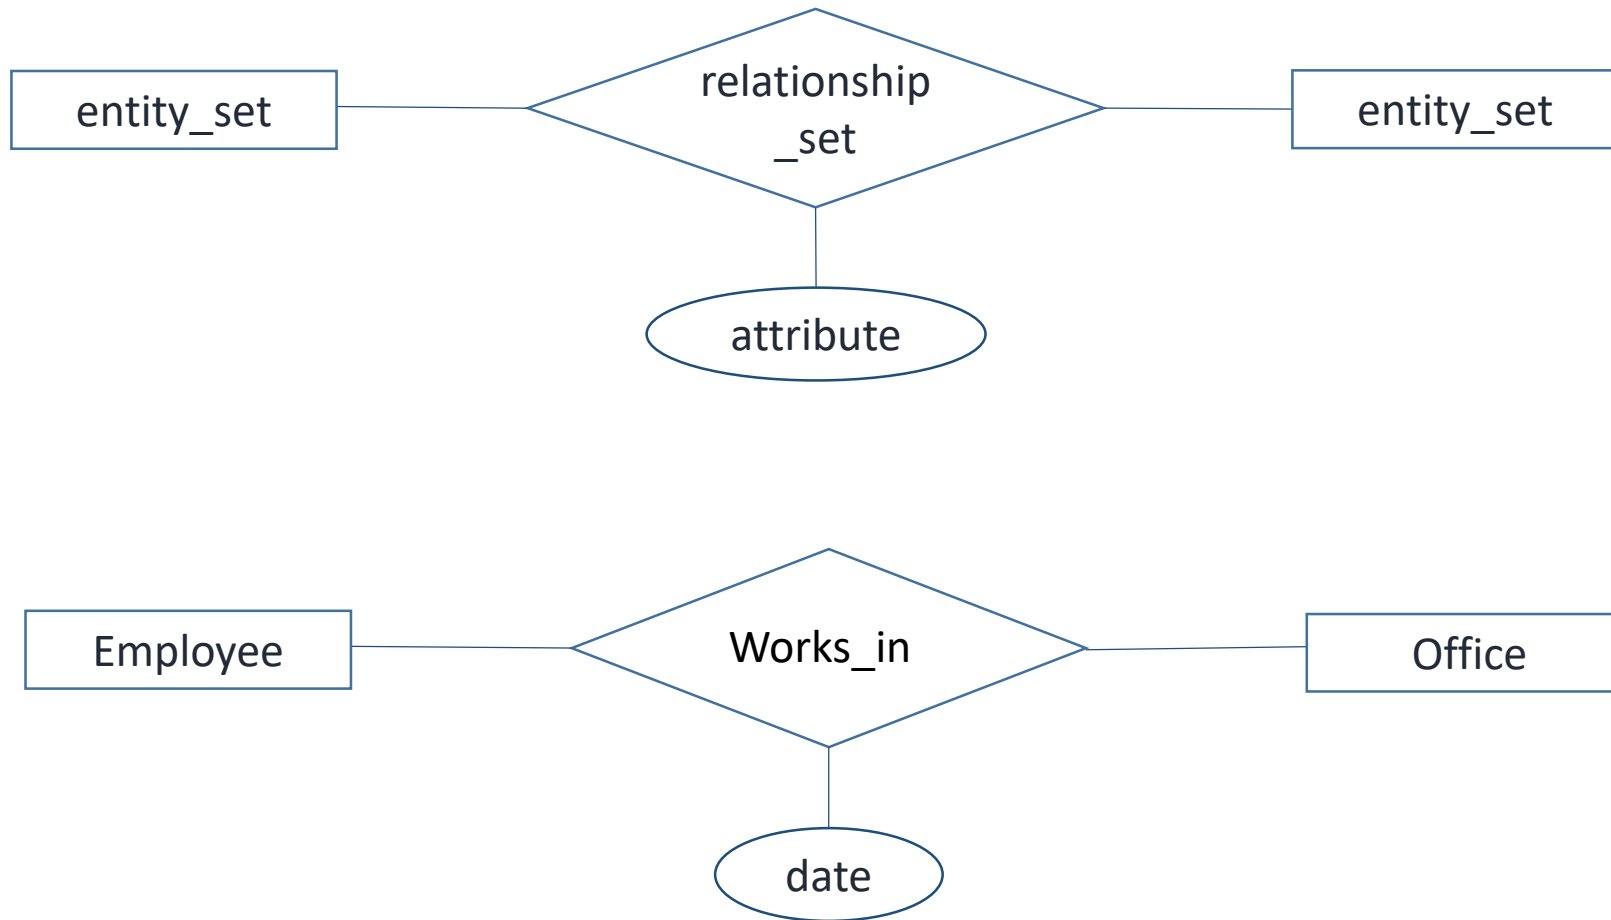 entity_set
relationship
_set
entity_set
attribute
Employee
Works_in
Office
date